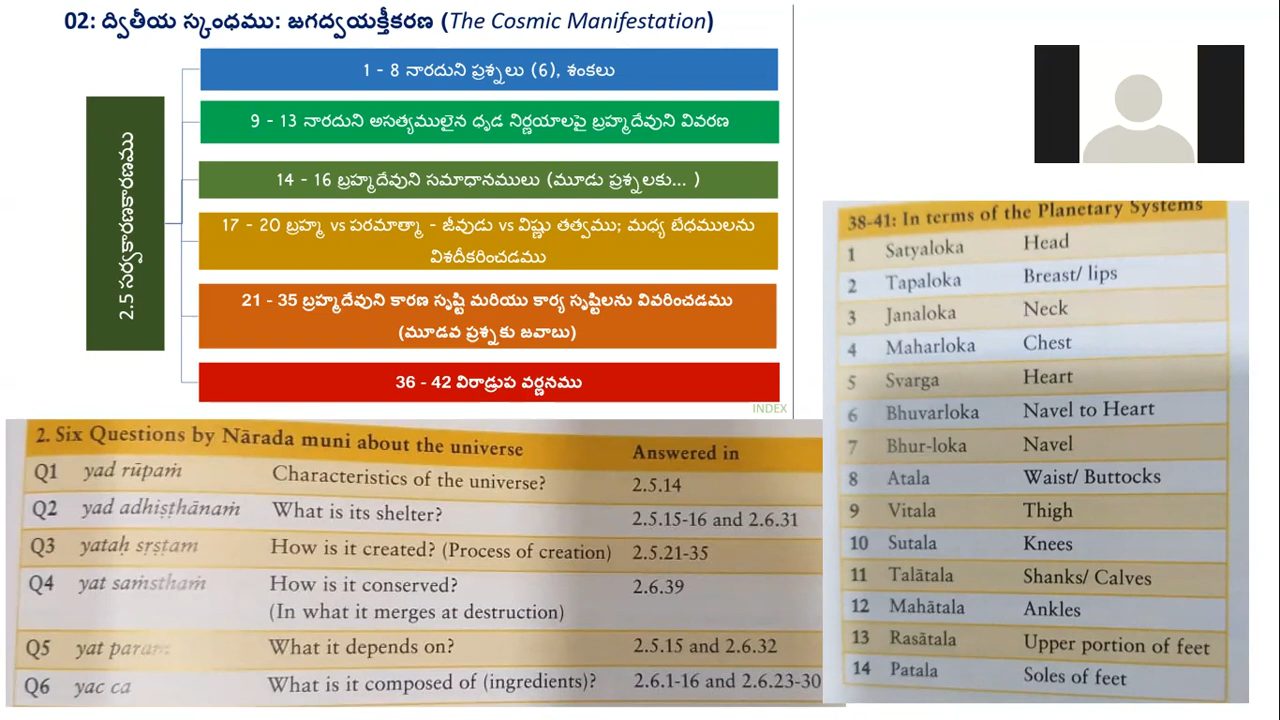 02: ద్వితీయ స్కంధము: జగద్వ్యక్తీకరణ (The Cosmic Manifestation)
2.5 సర్వకారణకారణము
1 - 8 నారదుని ప్రశ్నలు (6), శంకలు
9 - 13 నారదుని అసత్యములైన ధృడ నిర్ణయాలపై బ్రహ్మదేవుని వివరణ
14 - 16 బ్రహ్మదేవుని సమాధానములు (మూడు ప్రశ్నలకు... )
17 - 20 బ్రహ్మ vs పరమాత్మా - జీవుడు vs విష్ణు తత్వము; మధ్య బేధములను
విశదీకరించడము
21 - 35 బ్రహ్మదేవుని కారణ సృష్టి మరియు కార్య సృష్టిలను వివరించడము
(మూడవ ప్రశ్నకు జవాబు)
36 - 42 విరాడ్రుప వర్ణనము
INDEX
2. Six Questions by Nārada muni about the universe Answered in
Q1 yad rūpaṁ Characteristics of the universe? 2.5.14
Q2 yad adhiṣṭhānaṁ What is its shelter? 2.5.15-16 and 2.6.31
Q3 yataḥ sṛṣṭam How is it created? (Process of creation) 2.5.21-35
Q4 yat saṁsthaṁ How is it conserved? 2.6.39
(In what it merges at destruction)
Q5 yat param What it depends on? 2.5.15 and 2.6.32
Q6 yac ca What is it composed of (ingredients)? 2.6.1-16 and 2.6.23-30
38-41: In terms of the Planetary Systems
1 Satyaloka Head
2 Tapaloka Breast/ lips
3 Janaloka Neck
4 Maharloka Chest
5 Svarga Heart
6 Bhuvarloka Navel to Heart
7 Bhur-loka Navel
8 Atala Waist/ Buttocks
9 Vitala Thigh
10 Sutala Knees
11 Talātala Shanks/ Calves
12 Mahātala Ankles
13 Rasātala Upper portion of feet
14 Patala Soles of feet